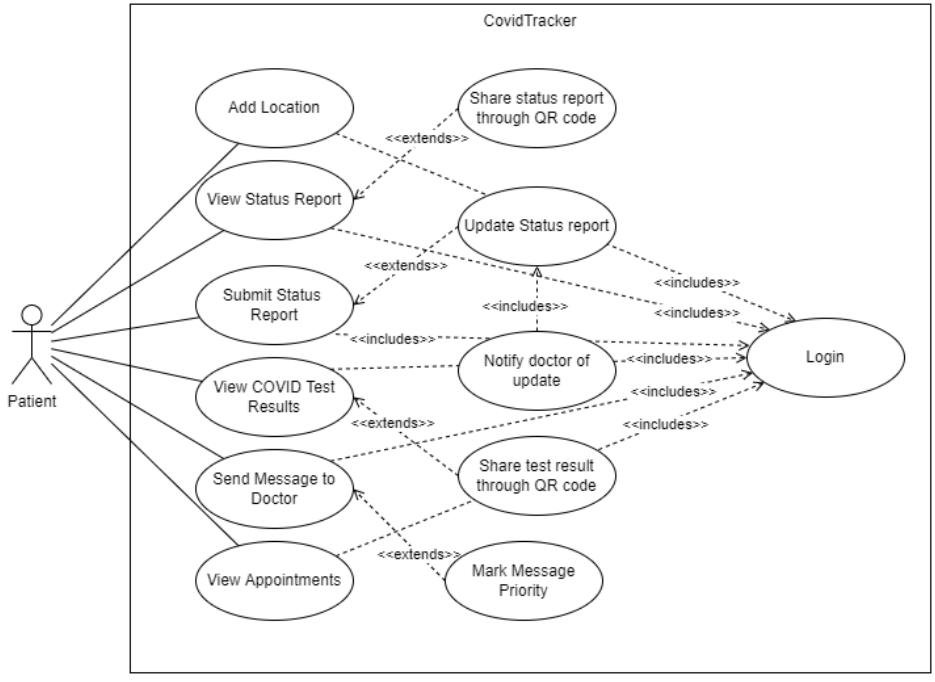 CovidTracker
Add Location
Share status report
through QR code
<<extends>>
View Status Report
Update Status report
<<extends>>
<<includes>>
Submit Status
Report
<<includes>>
<<includes>>
<<includes>>
Notify doctor of
update
<<includes>>
Login
Patient
View COVID Test
Results
<<includes>>
<<extends>>
<<includes>>
Send Message to
Doctor
Share test result
through QR code
<<extends>>
View Appointments
Mark Message
Priority